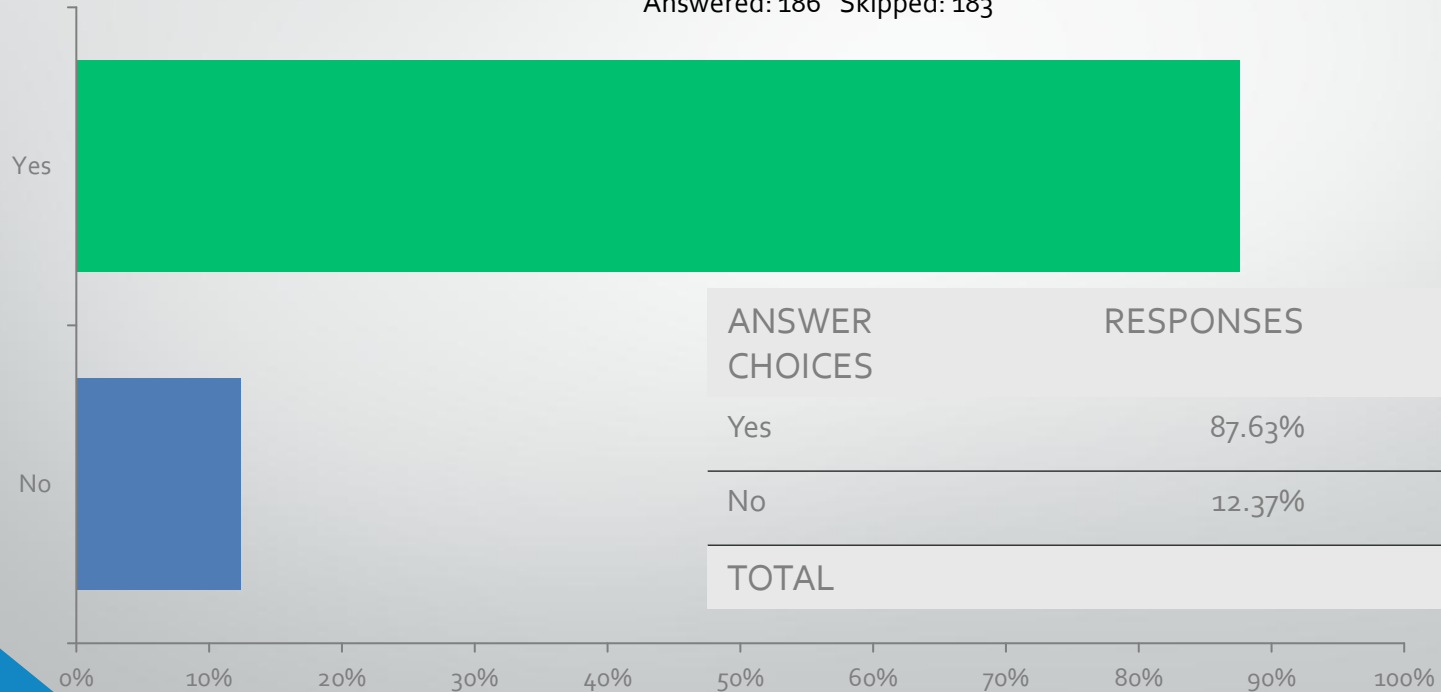 Answered: 186 Skipped: 183
Yes
ANSWER CHOICES RESPONSES
Yes 87.63%
No
No 12.37%
TOTAL
0% 10% 20% 30% 40% 50% 60% 70% 80% 90% 100%